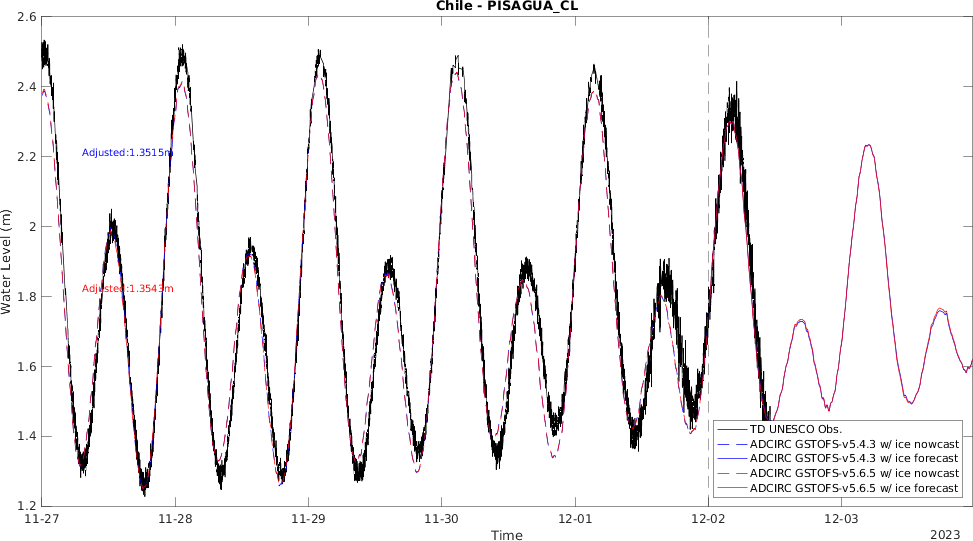 Chile - PISAGUA_CL
2.6
2.4
2.2
2
1.8
1.6
1.4
1.2
Water Level (m)
Adjusted:1.3515m
Adjusted:1.3543m
TD UNESCO Obs.
ADCIRC GSTOFS-v5.4.3 w/ ice nowcast
ADCIRC GSTOFS-v5.4.3 w/ ice forecast
ADCIRC GSTOFS-v5.6.5 w/ ice nowcast
ADCIRC GSTOFS-v5.6.5 w/ ice forecast
11-27 11-28 11-29 11-30 12-01 12-02 12-03
Time
2023